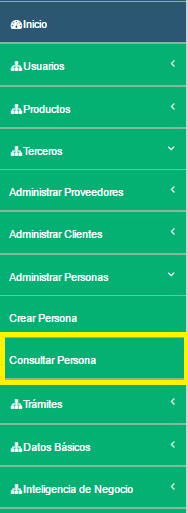 Inicio
Usuarios
Productos
Terceros
Administrar Proveedores
Administrar Clientes
Administrar Personas
Crear Persona
Consultar Persona
Trámites
Datos Básicos
Inteligencia de Negocio